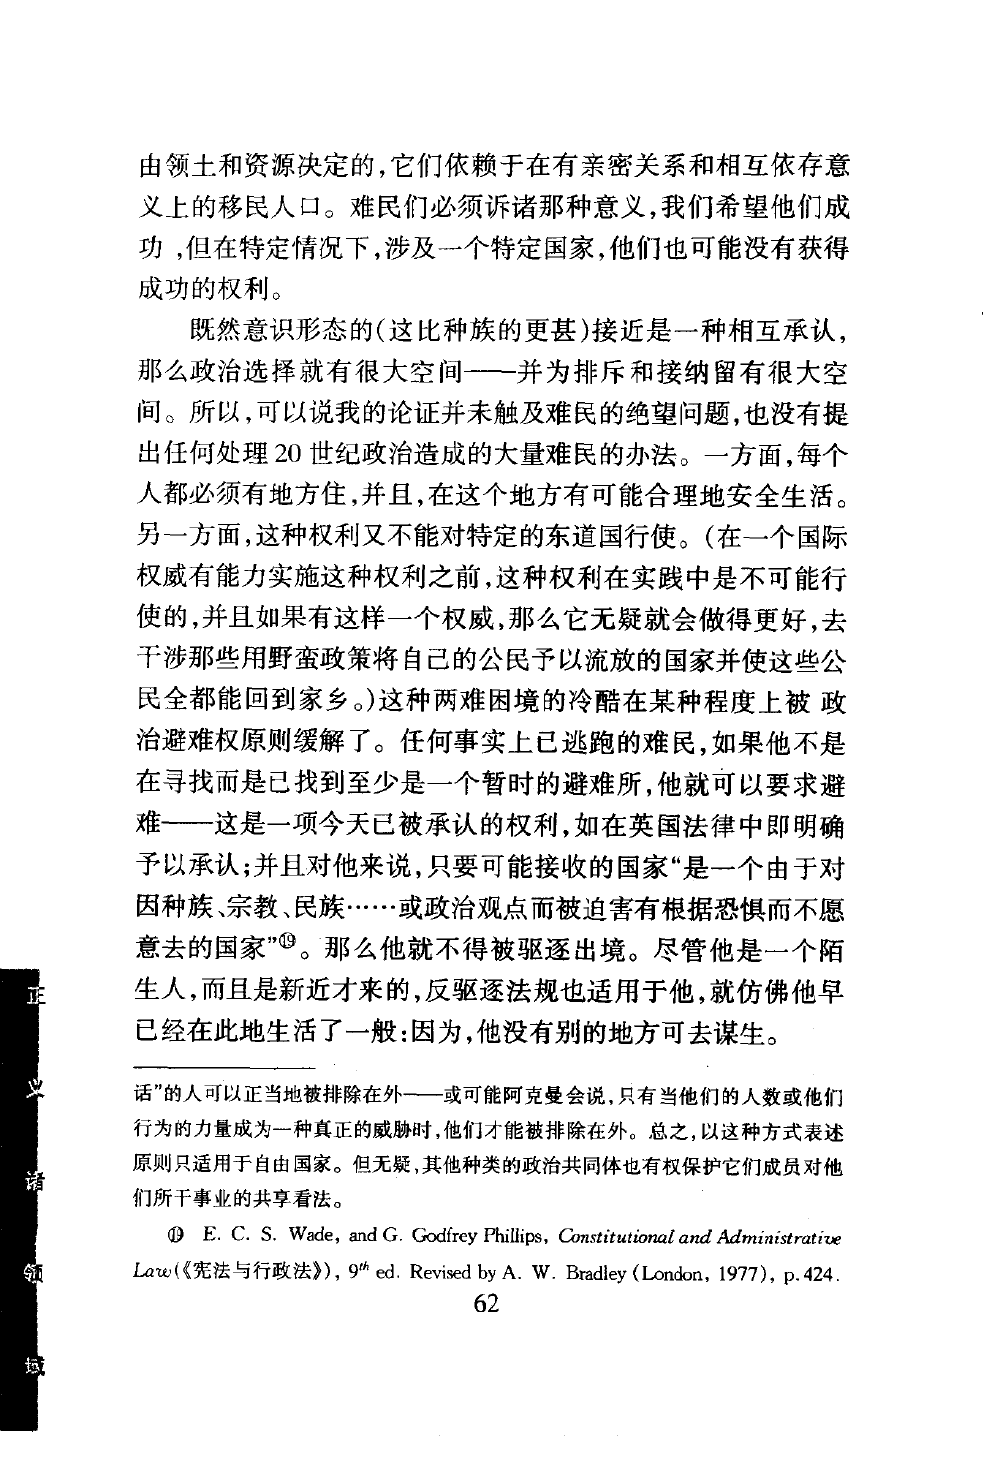 由领土和资源决定的，它们依赖于在有亲密关系和相互依存意
义上的移民人口。难民们必须诉诸那种意义，我们希望他们成
功，但在特定情况下，涉及一个特定国家，他们也可能没有获得
成功的权利。
既然意识形态的(这比种族的更甚)接近是一种相互承认，
那么政治选择就有很大空间——并为排斥和接纳留有很大空
间。所以，可以说我的论证并未触及难民的绝望问题，也没有提
出任何处理20世纪政治造成的大量难民的办法。一方面，每个
人都必须有地方住，并且，在这个地方有可能合理地安全生活。
另一方面，这种权利又不能对特定的东道国行使。(在一个国际
权威有能力实施这种权利之前，这种权利在实践中是不可能行
使的，并且如果有这样一个权威，那么它无疑就会做得更好，去
干涉那些用野蛮政策将自己的公民予以流放的国家并使这些公
民全都能回到家乡。)这种两难困境的冷酷在某种程度上被 政
治避难权原则缓解了。任何事实上已逃跑的难民，如果他不是
在寻找而是已找到至少是一个暂时的避难所，他就可以要求避
难——这是一项今天已被承认的权利，如在英国法律中即明确
予以承认；并且对他来说，只要可能接收的国家“是一个由于对
因种族、宗教、民族……或政治观点而被迫害有根据恐惧而不愿
意去的国家”⑲。那么他就不得被驱逐出境。尽管他是一个陌
生人，而且是新近才来的，反驱逐法规也适用于他，就仿佛他早
已经在此地生活了一般：因为，他没有别的地方可去谋生。
话”的人可以正当地被排除在外——或可能阿克曼会说，只有当他们的人数或他们
行为的力量成为一种真正的威胁时，他们才能被排除在外。总之，以这种方式表述
原则只适用于自由国家。但无疑，其他种类的政治共同体也有权保护它们成员对他
们所干事业的共享看法。
⑲ E. C. S. Wade, and G. Godfrey Phillips, Constitutional and Administrative
Law(《宪法与行政法》), 9th ed. Revised by A. W. Bradley (London, 1977), p.424.
62
正
义
诸
领
域